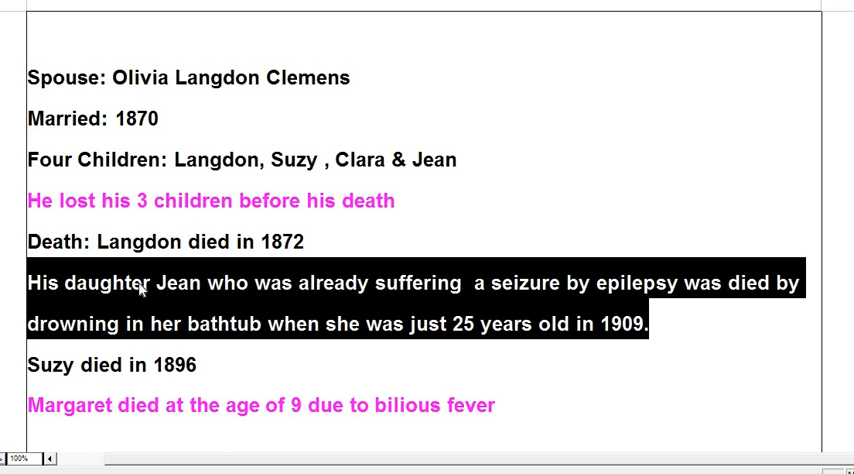 Spouse: Olivia Langdon Clemens
Married: 1870
Four Children: Langdon, Suzy , Clara & Jean
He lost his 3 children before his death
Death: Langdon died in 1872
His daughter Jean who was already suffering  a seizure by epilepsy was died by
drowning in her bathtub when she was just 25 years old in 1909.
Suzy died in 1896
Margaret died at the age of 9 due to bilious fever
100%